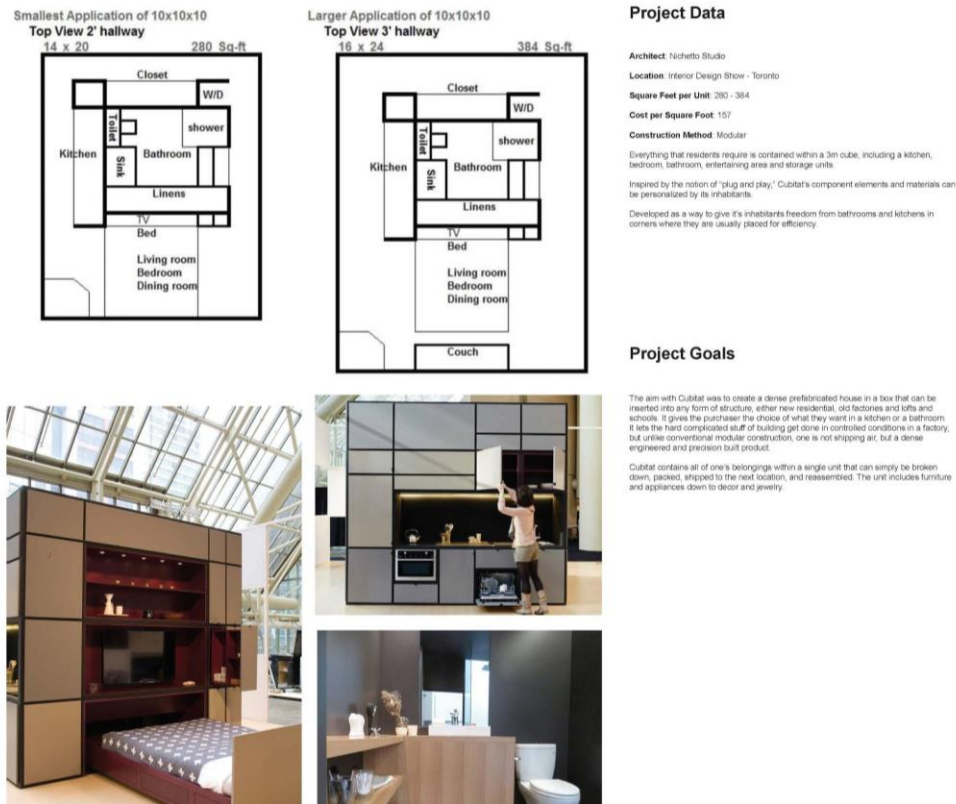 Smallest Application of 10x10x10
Top View 2' hallway
14 x 20 280 Sq-ft
Closet
W/D
Toilet
shower
Kitchen
Bathroom
Sink
Linens
TV
Bed
Living room
Bedroom
Dining room
Larger Application of 10x10x10
Top View 3' hallway
16 x 24 384 Sq-ft
Closet
W/D
Toilet
shower
Kitchen
Bathroom
Sink
Linens
TV
Bed
Living room
Bedroom
Dining room
Couch
Project Data
Architect: Nichetto Studio
Location: Interior Design Show - Toronto
Square Feet per Unit: 280 - 384
Cost per Square Foot: 157
Construction Method: Modular
Everything that residents require is contained within a 3m cube, including a kitchen,
bedroom, bathroom, entertaining area and storage units.
Inspired by the notion of "plug and play," Cubitat's component elements and materials can
be personalized by its inhabitants.
Developed as a way to give it's inhabitants freedom from bathrooms and kitchens in
corners where they are usually placed for efficiency.
Project Goals
The aim with Cubitat was to create a dense prefabricated house in a box that can be
inserted into any form of structure, either new residential, old factories and lofts and
schools. It gives the purchaser the choice of what they want in a kitchen or a bathroom.
It lets the hard complicated stuff of building get done in controlled conditions in a factory,
but unlike conventional modular construction, one is not shipping air, but a dense
engineered and precision built product.
Cubitat contains all of one's belongings within a single unit that can simply be broken
down, packed, shipped to the next location, and reassembled. The unit includes furniture
and appliances down to decor and jewelry.